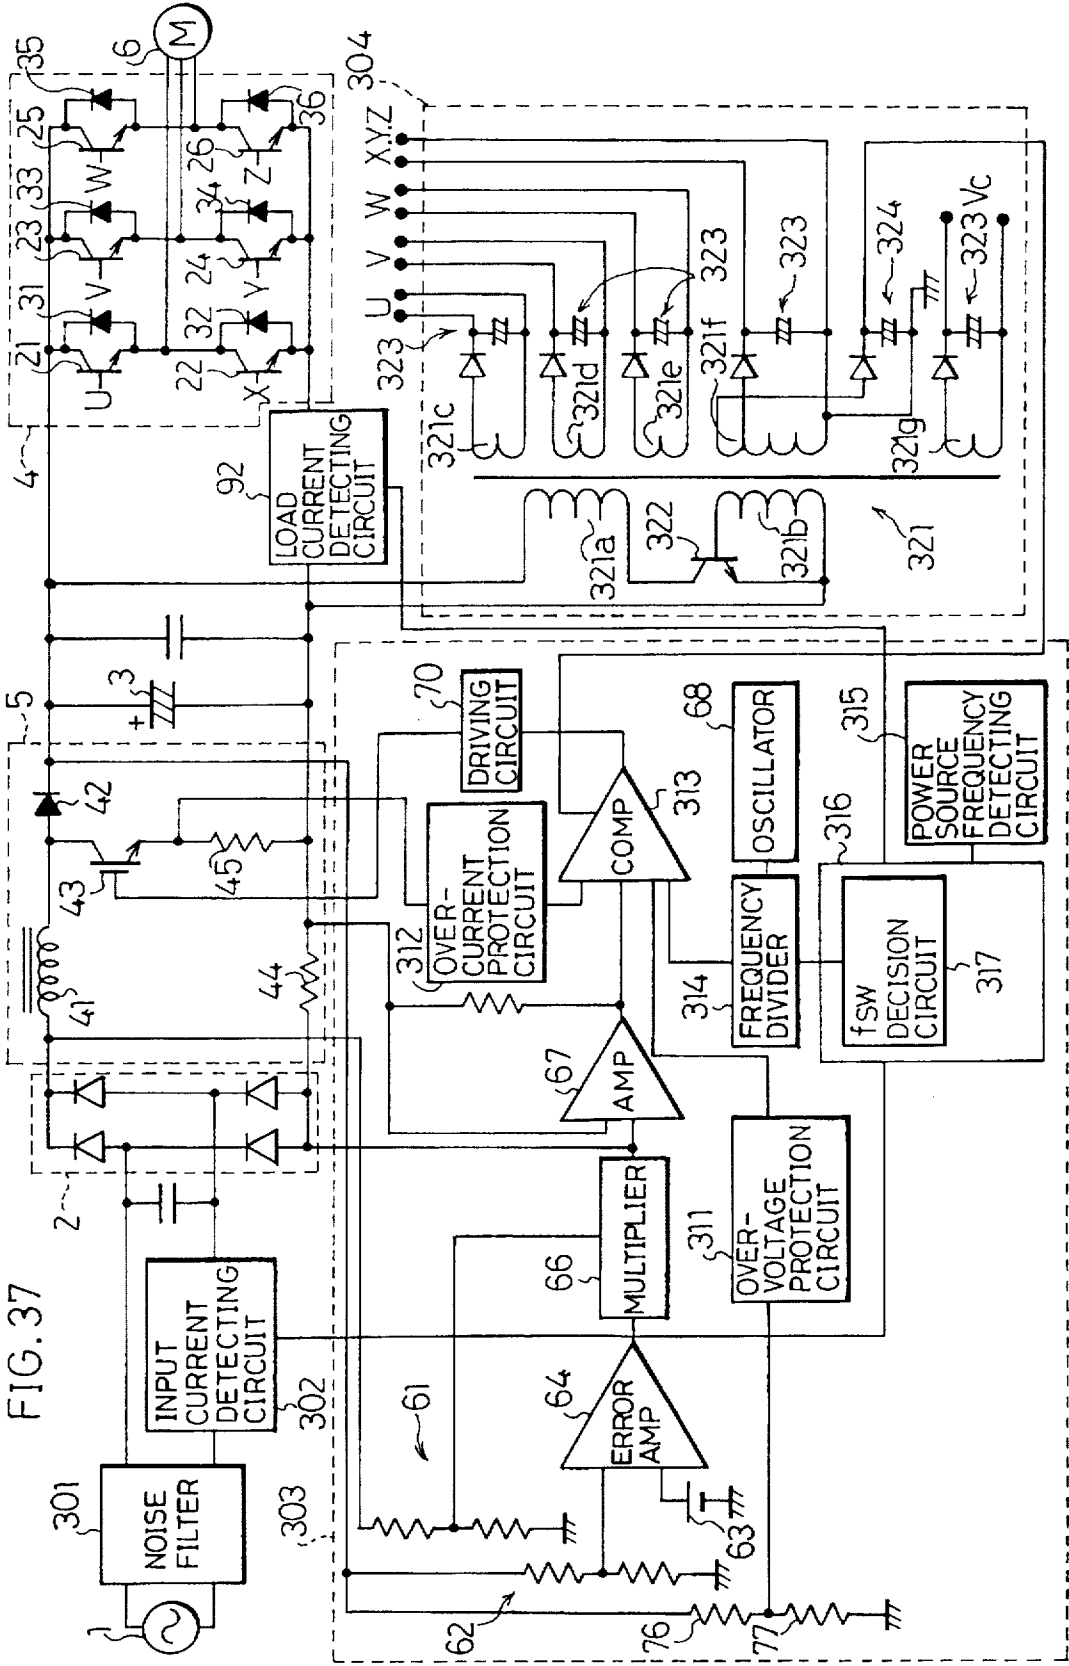 FIG.37
1
301
NOISE
FILTER
INPUT
CURRENT
DETECTING
CIRCUIT
302
2
5
41
42
43
44
45
3
+
4
21
31
23
33
25
35
U
V
W
22
32
24
34
26
36
X
Y
Z
6
M
92
LOAD
CURRENT
DETECTING
CIRCUIT
303
61
62
63
64
ERROR
AMP
66
MULTIPLIER
67
AMP
312
OVER-
CURRENT
PROTECTION
CIRCUIT
70
DRIVING
CIRCUIT
COMP
313
68
OSCILLATOR
314
FREQUENCY
DIVIDER
311
OVER-
VOLTAGE
PROTECTION
CIRCUIT
76
77
315
POWER
SOURCE
FREQUENCY
DETECTING
CIRCUIT
316
fsw
DECISION
CIRCUIT
317
304
U
V
W
X.Y.Z
323
321c
321d
323
321e
321f
323
324
321g
323
Vc
321a
322
321b
321